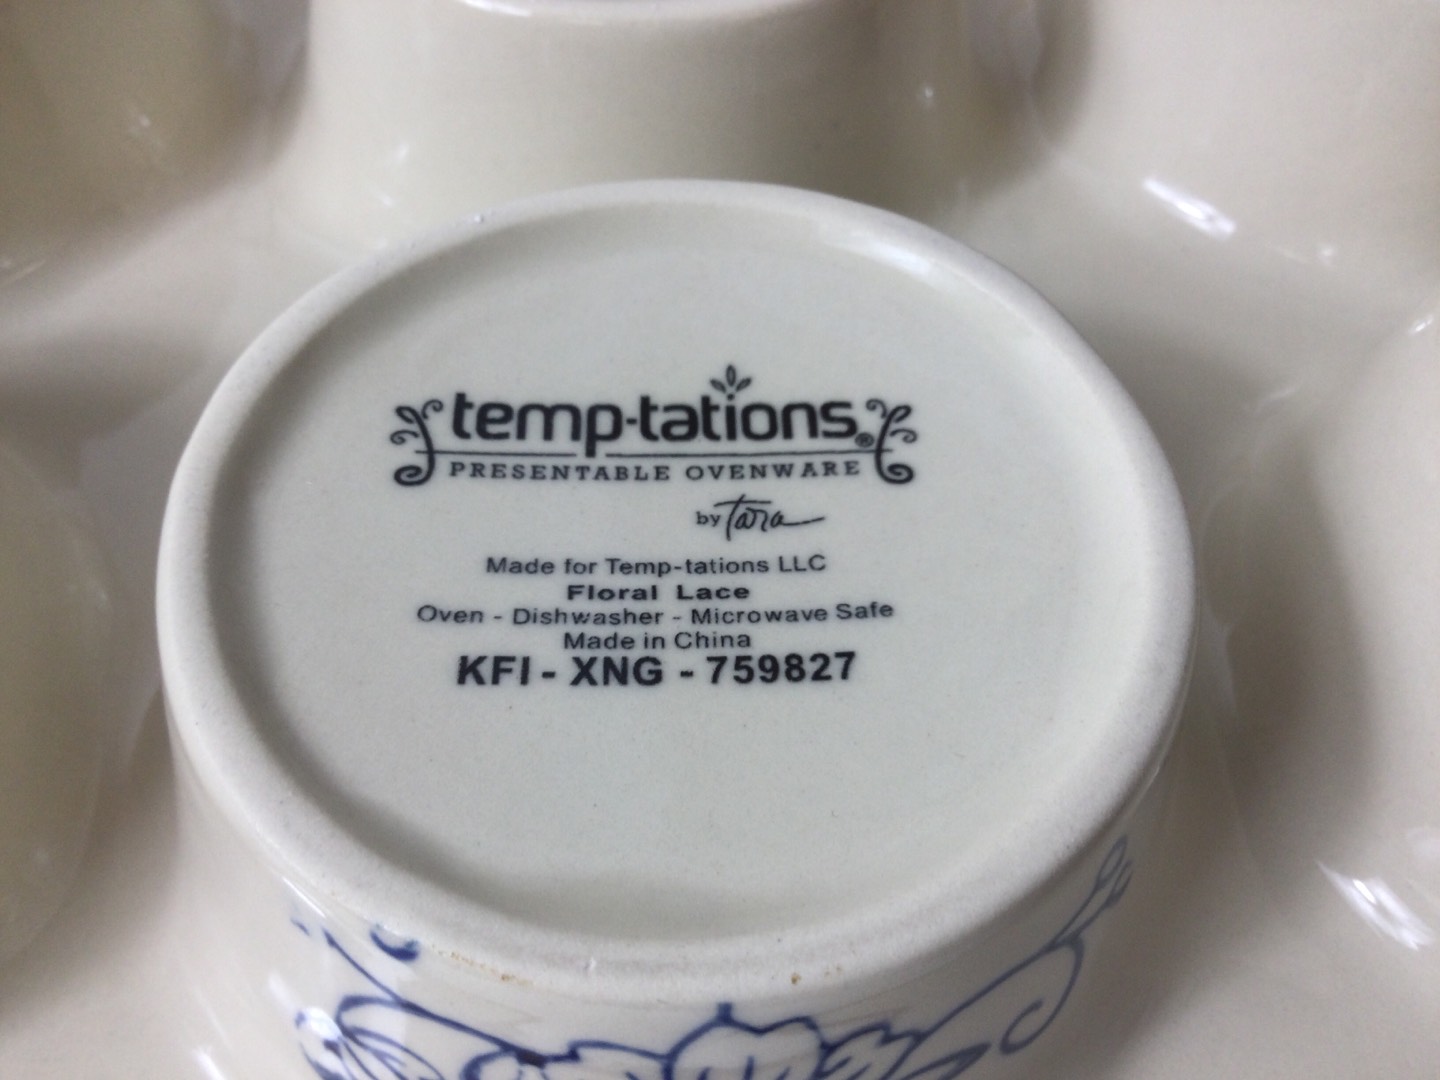 temp-tations®
PRESENTABLE OVENWARE
by Tara
Made for Temp-tations LLC
Floral Lace
Oven - Dishwasher - Microwave Safe
Made in China
KFI - XNG - 759827